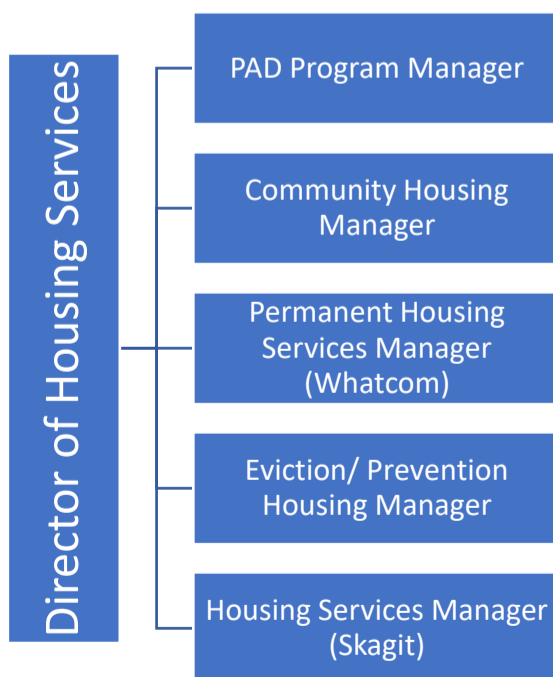 Director of Housing Services
PAD Program Manager
Community Housing
Manager
Permanent Housing
Services Manager
(Whatcom)
Eviction/ Prevention
Housing Manager
Housing Services Manager
(Skagit)